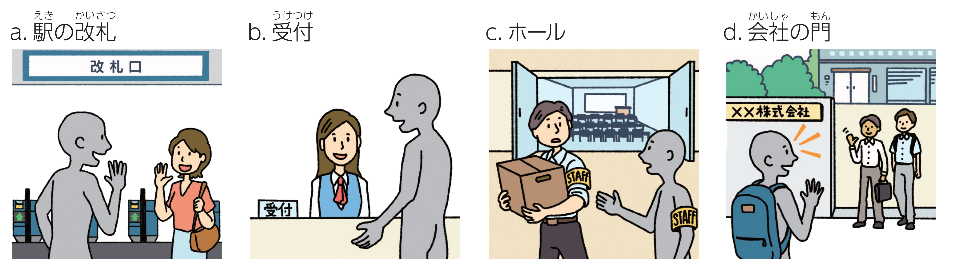 a. 駅の改札
えき かいさつ
b. 受付
うけつけ
c. ホール
d. 会社の門
かいしゃ もん
改札口
受付
STAFF
STAFF
××株式会社